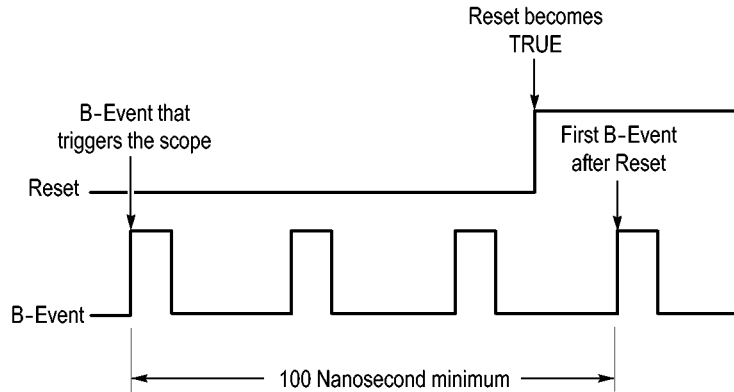 Reset becomes
TRUE
B-Event that
triggers the scope
First B-Event
after Reset
Reset
B-Event
100 Nanosecond minimum